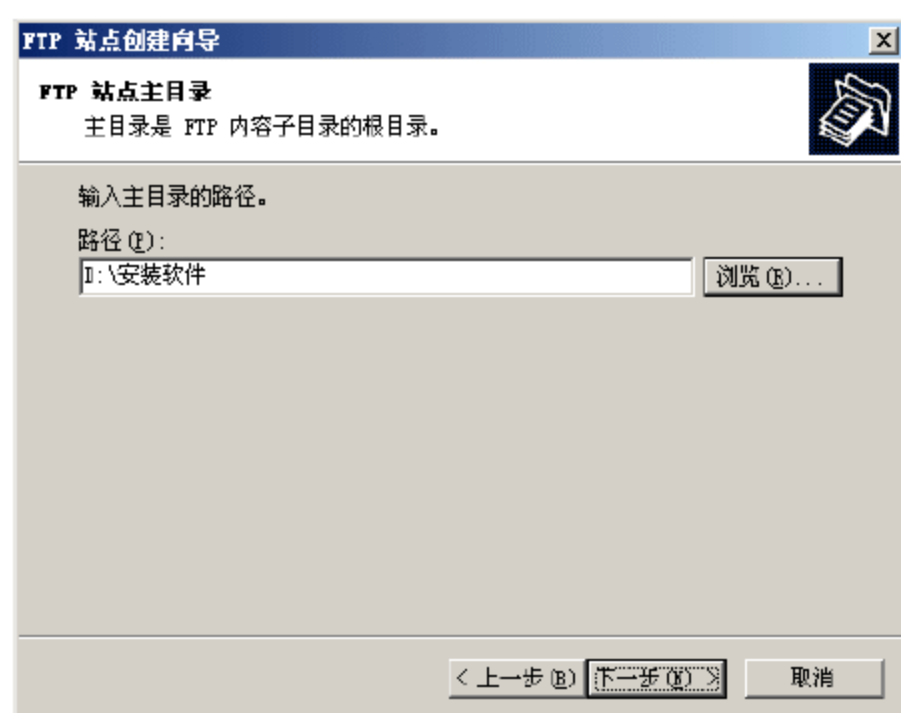 FTP 站点创建向导
FTP 站点主目录
主目录是 FTP 内容子目录的根目录。
输入主目录的路径。
路径(P):
D:\安装软件
浏览(R)...
< 上一步(B)
下一步(N) >
取消